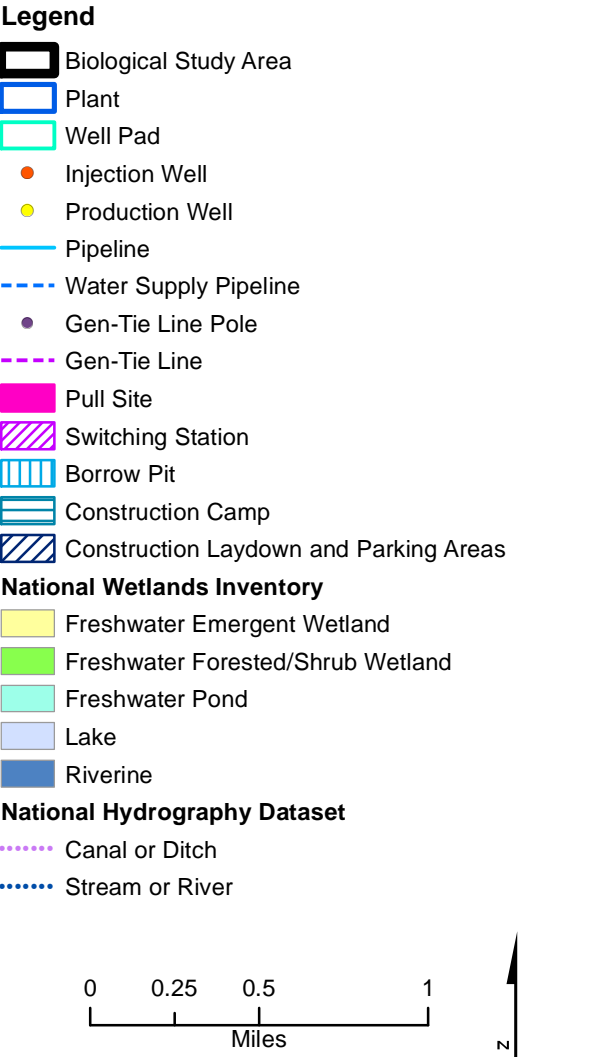 Legend
Biological Study Area
Plant
Well Pad
Injection Well
Production Well
Pipeline
Water Supply Pipeline
Gen-Tie Line Pole
Gen-Tie Line
Pull Site
Switching Station
Borrow Pit
Construction Camp
Construction Laydown and Parking Areas
National Wetlands Inventory
Freshwater Emergent Wetland
Freshwater Forested/Shrub Wetland
Freshwater Pond
Lake
Riverine
National Hydrography Dataset
Canal or Ditch
Stream or River
0 0.25 0.5 1
Miles
N